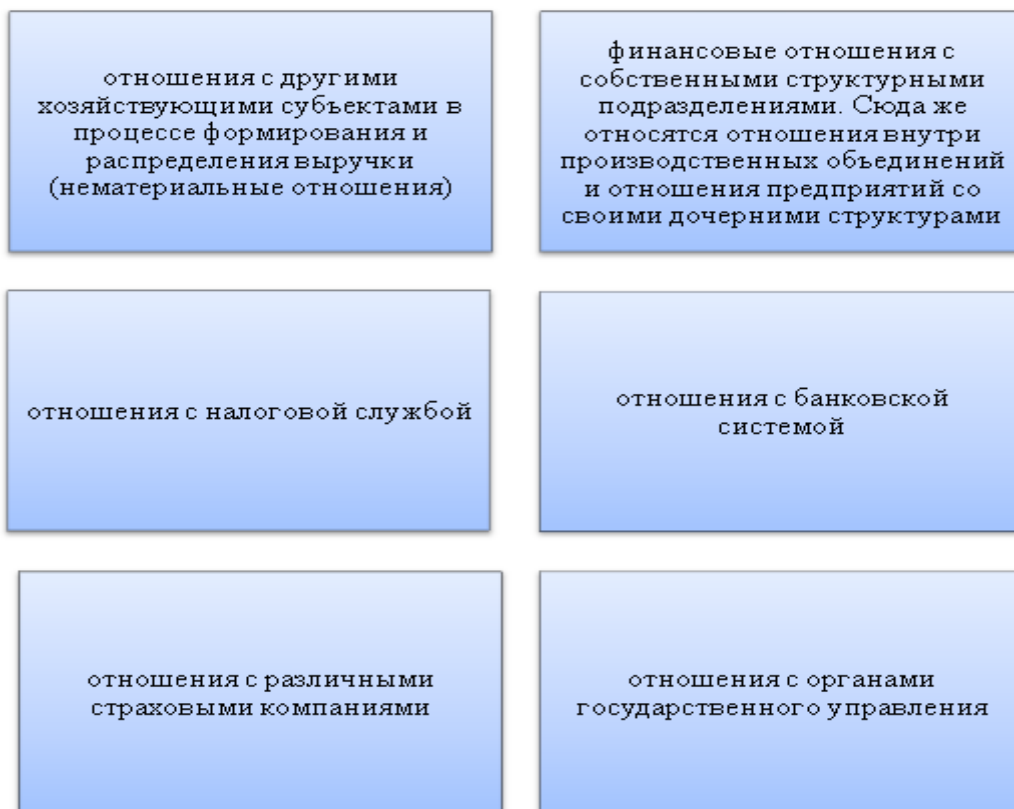 отношения с другими
хозяйствующими субъектами в
процессе формирования и
распределения выручки
(нематериальные отношения)
финансовые отношения с
собственными структурными
подразделениями. Сюда же
относятся отношения внутри
производственных объединений
и отношения предприятий со
своими дочерними структурами
отношения с налоговой службой
отношения с банковской
системой
отношения с различными
страховыми компаниями
отношения с органами
государственного управления